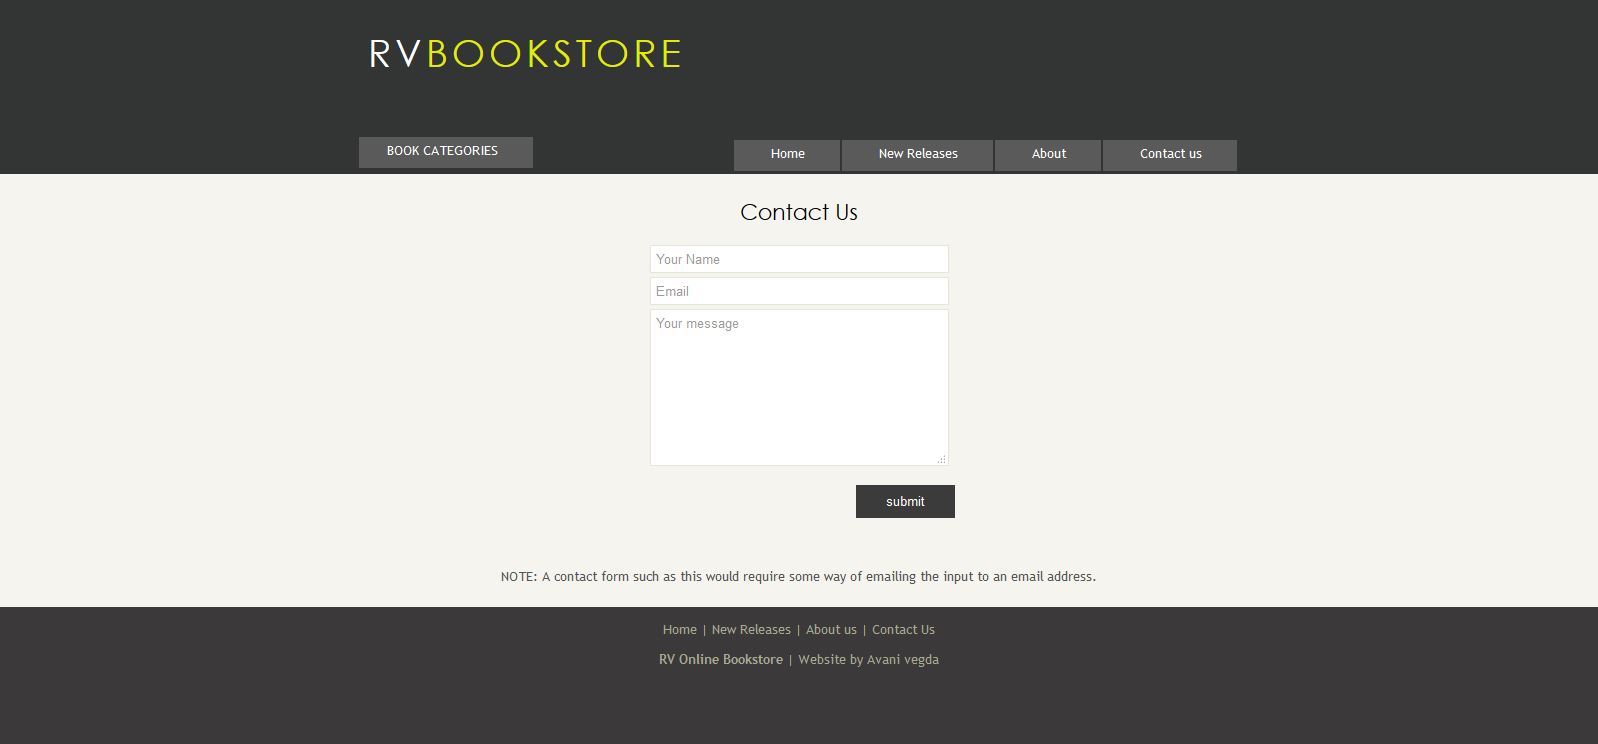 RVBOOKSTORE
BOOK CATEGORIES
Home New Releases About Contact us
Contact Us
Your Name
Email
Your message
submit
NOTE: A contact form such as this would require some way of emailing the input to an email address.
Home | New Releases | About us | Contact Us
RV Online Bookstore | Website by Avani vegda